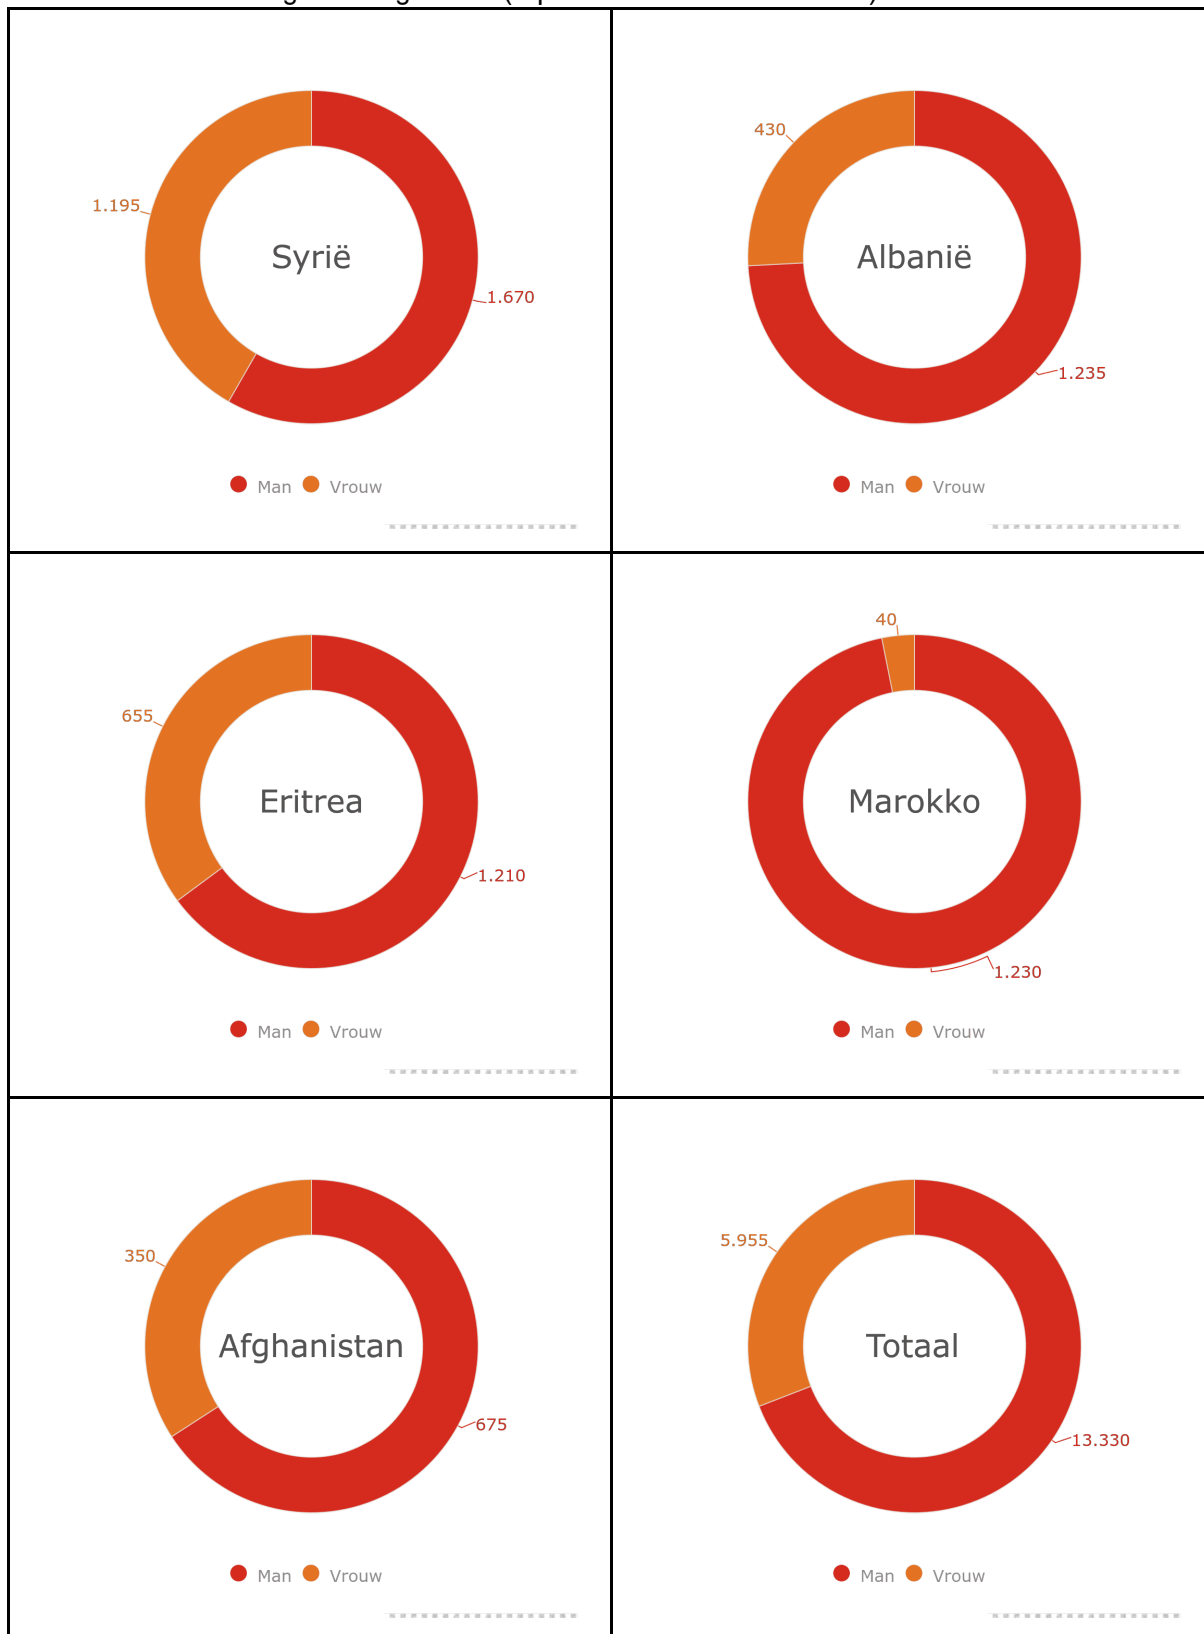 1.195
Syrië
1.670
Man Vrouw
430
Albanië
1.235
Man Vrouw
655
Eritrea
1.210
Man Vrouw
40
Marokko
1.230
Man Vrouw
350
Afghanistan
675
Man Vrouw
5.955
Totaal
13.330
Man Vrouw